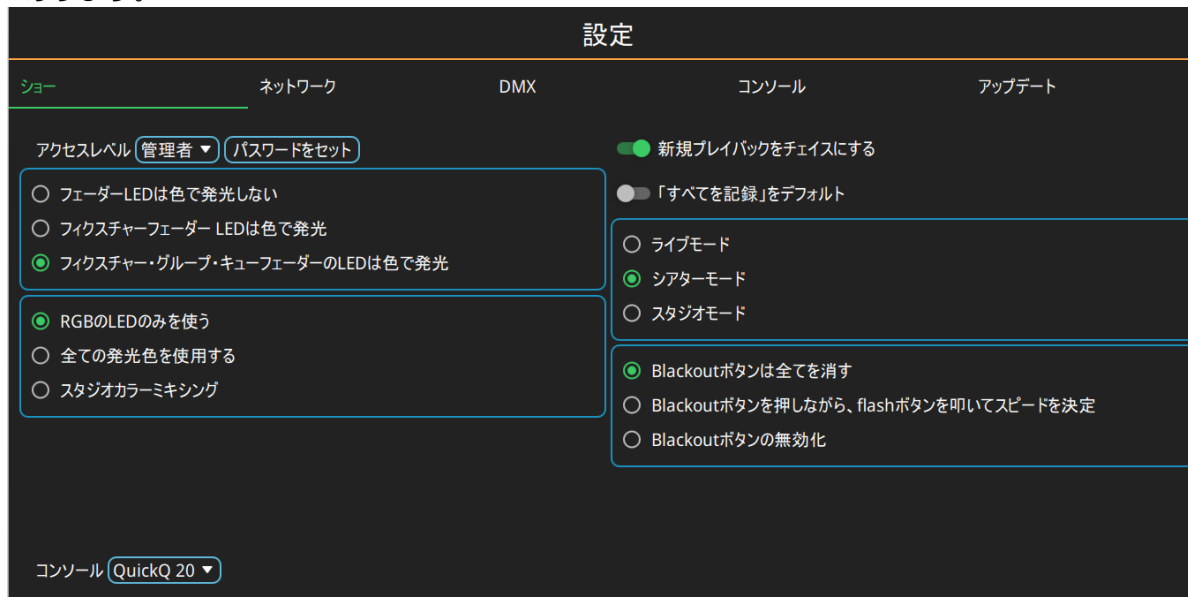 設定
ショー ネットワーク DMX コンソール アップデート
アクセスレベル 管理者 ▼ パスワードをセット
フェーダーLEDは色で発光しない
フィクスチャーフェーダー LEDは色で発光
フィクスチャー・グループ・キューフェーダーのLEDは色で発光
RGBのLEDのみを使う
全ての発光色を使用する
スタジオカラーミキシング
新規プレイバックをチェイスにする
「すべてを記録」をデフォルト
ライブモード
シアターモード
スタジオモード
Blackoutボタンは全てを消す
Blackoutボタンを押しながら、flashボタンを叩いてスピードを決定
Blackoutボタンの無効化
コンソール QuickQ 20 ▼